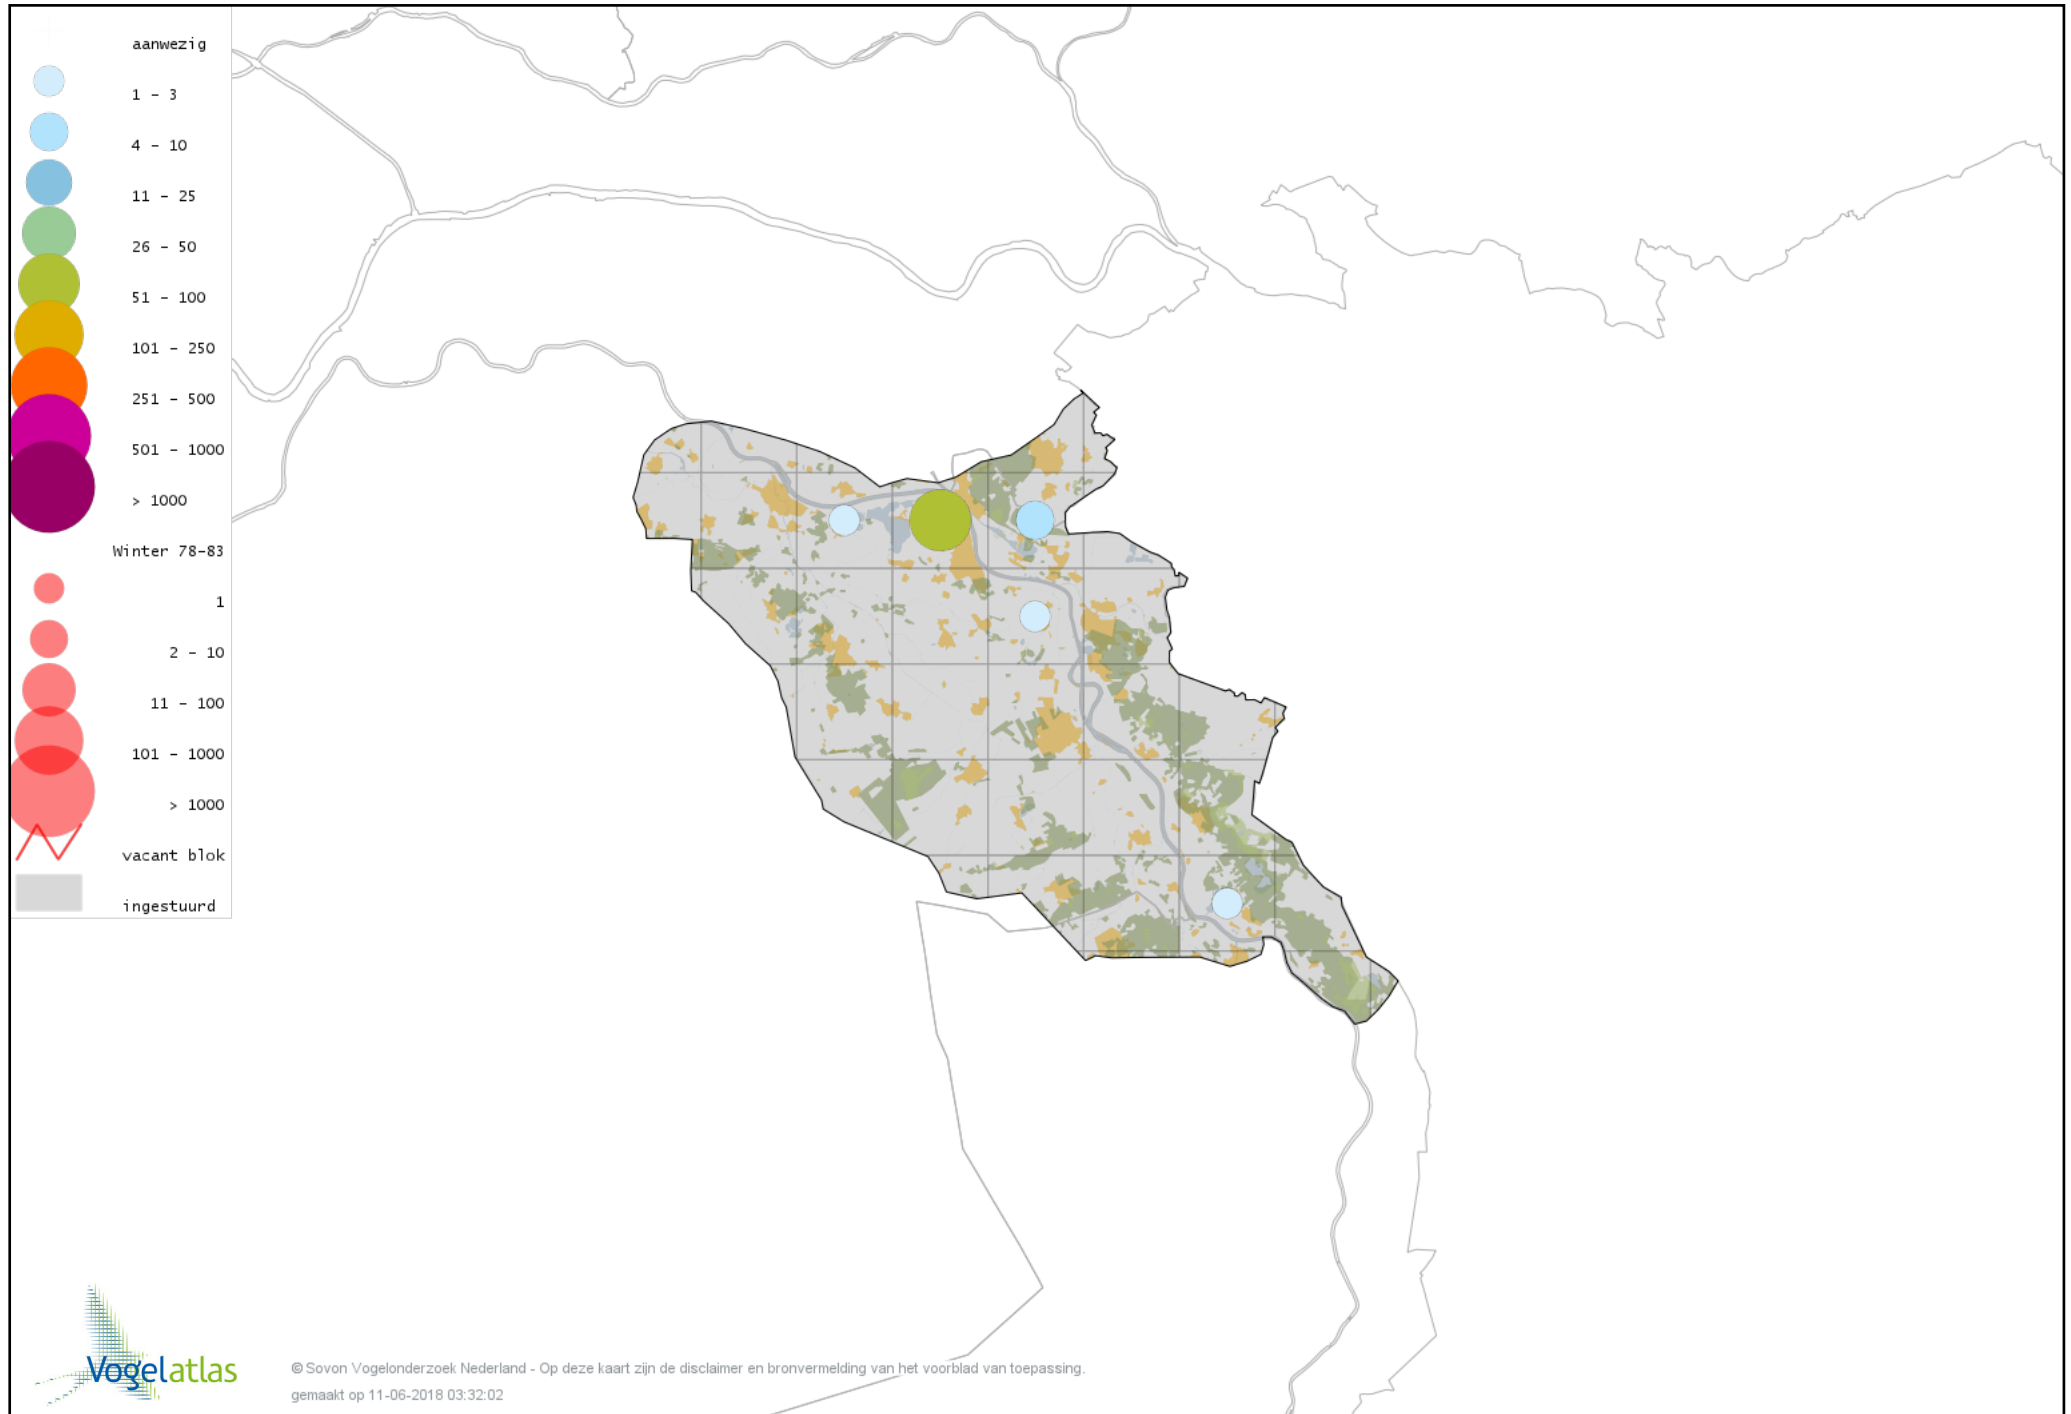 aanwezig
1 - 3
4 - 10
11 - 25
26 - 50
51 - 100
101 - 250
251 - 500
501 - 1000
> 1000
Winter 78-83
1
2 - 10
11 - 100
101 - 1000
> 1000
vacant blok
ingestuurd
Vogelatlas
© Sovon Vogelonderzoek Nederland - Op deze kaart zijn de disclaimer en bronvermelding van het voorblad van toepassing.
gemaakt op 11-06-2018 03:32:02